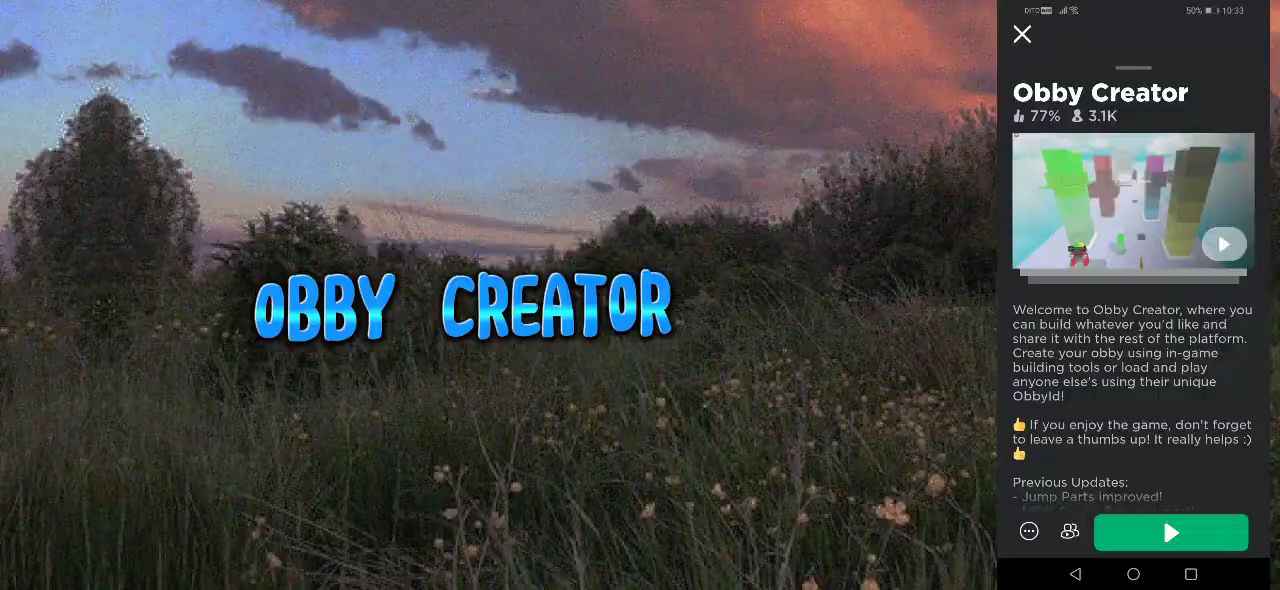 OBBY CREATOR
DITO
50% 10:33
Obby Creator
77% 3.1K
Welcome to Obby Creator, where you
can build whatever you'd like and
share it with the rest of the platform.
Create your obby using in-game
building tools or load and play
anyone else's using their unique
ObbyId!
👍 If you enjoy the game, don't forget
to leave a thumbs up! It really helps :)
👍
Previous Updates:
- Jump Parts improved!